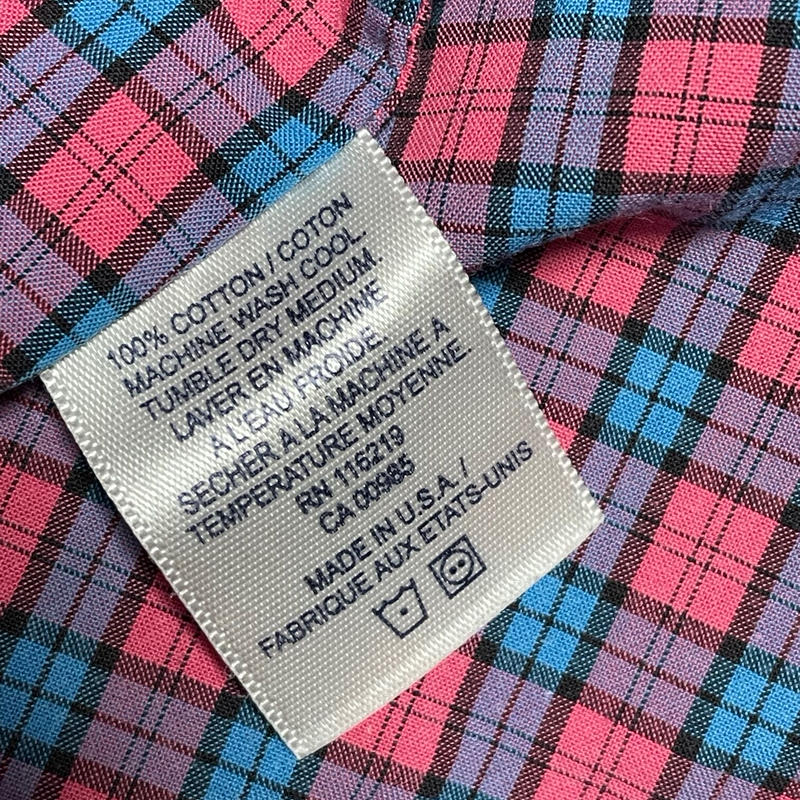 100% COTTON / COTON
MACHINE WASH COOL
TUMBLE DRY MEDIUM.
LAVER EN MACHINE
A L'EAU FROIDE.
SECHER A LA MACHINE A
TEMPERATURE MOYENNE.
RN 116219
CA 00985
MADE IN U.S.A. /
FABRIQUE AUX ETATS-UNIS